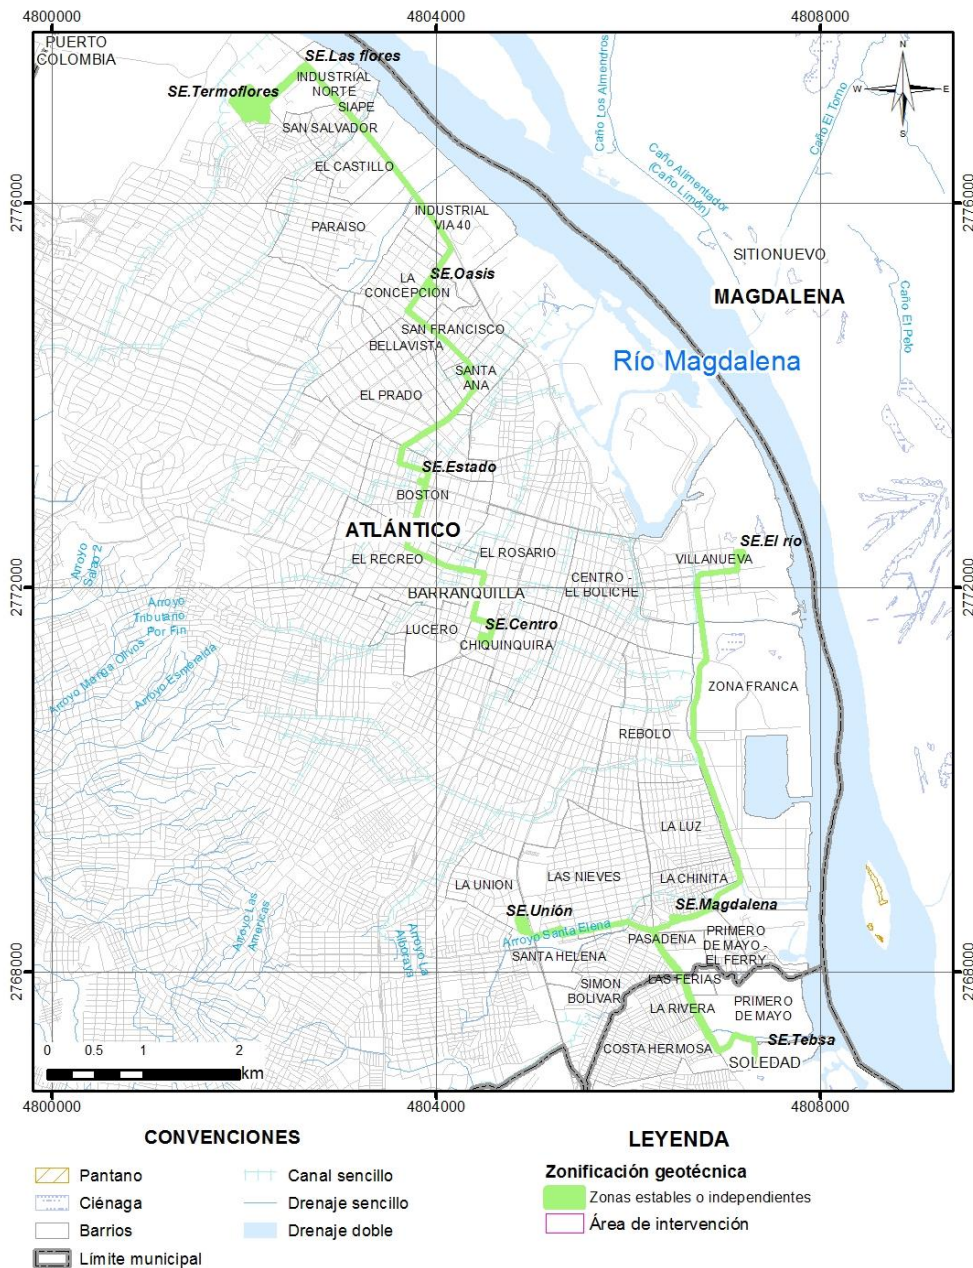 4800000
4804000
4808000
PUERTO
COLOMBIA
SE.Las flores
INDUSTRIAL
NORTE
SE.Termoflores
SIAPE
SAN SALVADOR
EL CASTILLO
Caño Los Almendros
Caño El Torno
N
W
E
S
Caño Alimentador
(Caño Limón)
2776000
2776000
PARAISO
INDUSTRIAL
VIA 40
SITIONUEVO
SE.Oasis
LA
CONCEPCION
MAGDALENA
Caño El Pelo
SAN FRANCISCO
BELLAVISTA
Río Magdalena
SANTA
ANA
EL PRADO
SE.Estado
BOSTON
ATLÁNTICO
SE.El río
EL ROSARIO
EL RECREO
VILLANUEVA
Arroyo
Salao 2
2772000
2772000
CENTRO -
EL BOLICHE
BARRANQUILLA
Arroyo
Tributario
Por Fin
LUCERO
SE.Centro
CHIQUINQUIRA
Arroyo Manga Olivos
Arroyo Esmeralda
ZONA FRANCA
REBOLO
LA LUZ
LA UNION
LAS NIEVES
LA CHINITA
SE.Unión
SE.Magdalena
Arroyo Las
Americas
Arroyo La
Alboraya
Arroyo Santa Elena
PASADENA
PRIMERO
DE MAYO -
EL FERRY
SANTA HELENA
2768000
2768000
SIMON
BOLIVAR
LAS FERIAS
LA RIVERA
PRIMERO
DE MAYO
COSTA HERMOSA
SE.Tebsa
SOLEDAD
0 0.5 1 2
km
4800000
4804000
4808000
CONVENCIONES
Pantano
Ciénaga
Barrios
Límite municipal
Canal sencillo
Drenaje sencillo
Drenaje doble
LEYENDA
Zonificación geotécnica
Zonas estables o independientes
Área de intervención